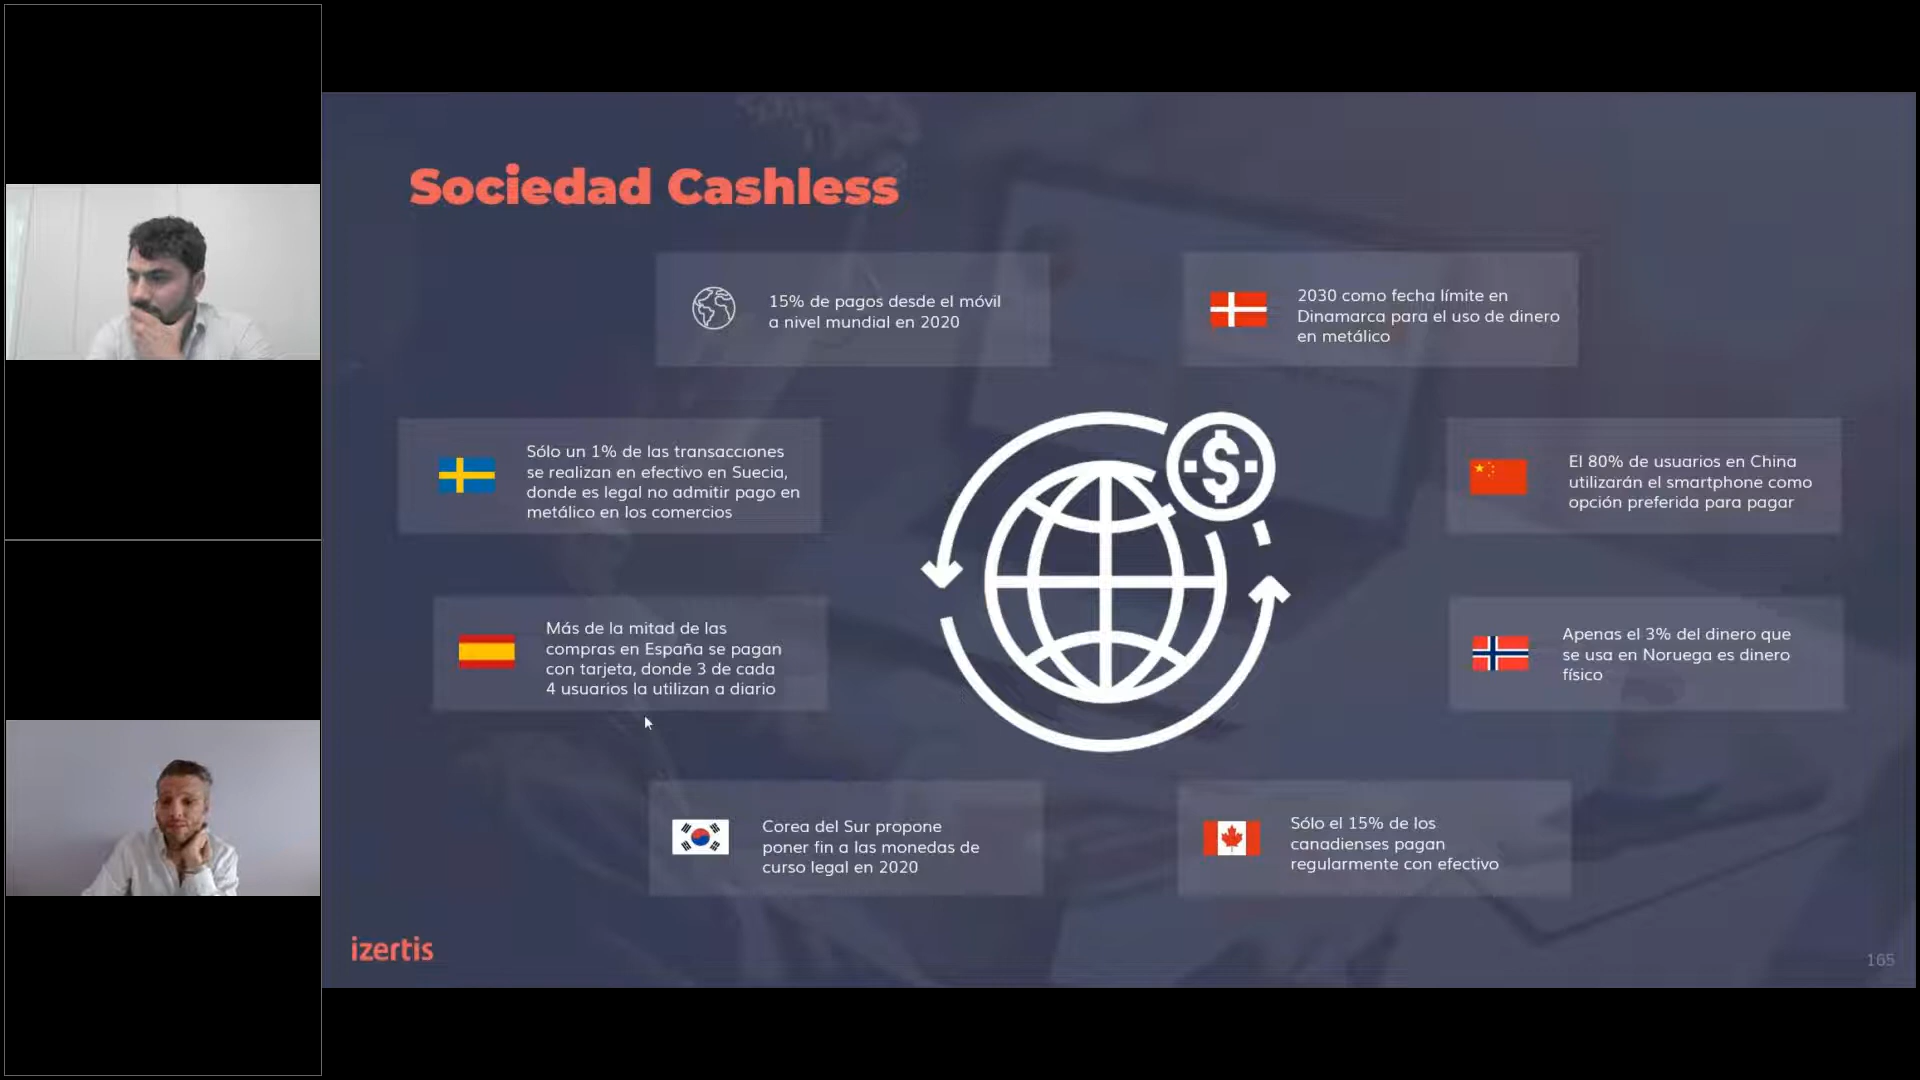 Sociedad Cashless
15% de pagos desde el móvil
a nivel mundial en 2020
2030 como fecha límite en
Dinamarca para el uso de dinero
en metálico
Sólo un 1% de las transacciones
se realizan en efectivo en Suecia,
donde es legal no admitir pago en
metálico en los comercios
El 80% de usuarios en China
utilizarán el smartphone como
opción preferida para pagar
Más de la mitad de las
compras en España se pagan
con tarjeta, donde 3 de cada
4 usuarios la utilizan a diario
Apenas el 3% del dinero que
se usa en Noruega es dinero
físico
Corea del Sur propone
poner fin a las monedas de
curso legal en 2020
Sólo el 15% de los
canadienses pagan
regularmente con efectivo
izertis
165